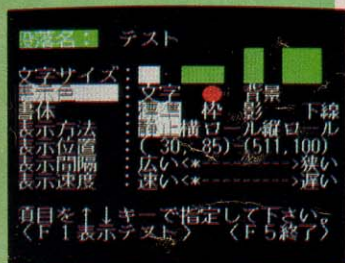 段落名： テスト
文字サイズ
書示色 文字 背景
書体 標準 枠 影 下線
表示方法 静止横ロール縦ロール
表示位置 ( 30, 85)-(511,100)
表示間隔 広い<*--------->狭い
表示速度 速い<*--------->遅い
項目を↑↓キーで指定して下さい。
<F1表示テスト> <F5終了>